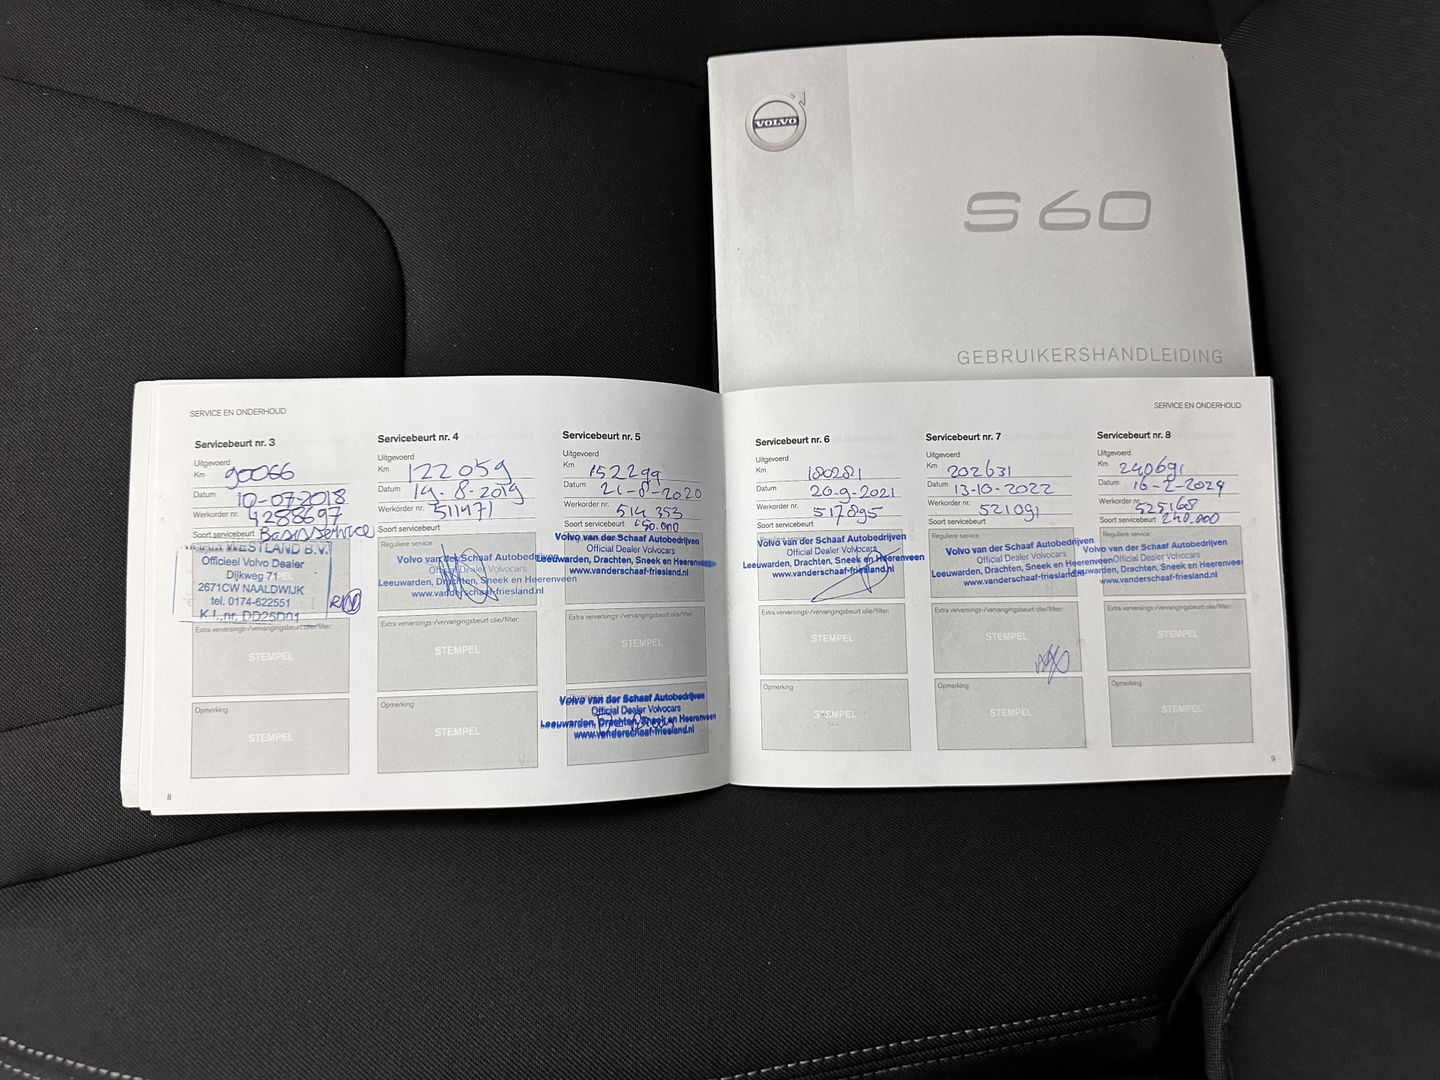 VOLVO
S 60
GEBRUIKERSHANDLEIDING
SERVICE EN ONDERHOUD
Servicebeurt nr. 3
Uitgevoerd
Km 90066
Datum 10-07-2018
Werkorder nr. 4288697
Soort servicebeurt Basisservice
WESTLAND B.V.
Officieel Volvo Dealer
Dijkweg 71
2671CW NAALDWIJK
tel. 0174-622551
K.I. nr. DD25D01
Extra verversings-/vervangingsbeurt olie/filter:
STEMPEL
Opmerking
STEMPEL
Servicebeurt nr. 4
Uitgevoerd
Km 122059
Datum 14-8-2019
Werkorder nr. 511471
Soort servicebeurt
Reguliere service
Volvo van der Schaaf Autobedrijven
Official Dealer Volvocars
Leeuwarden, Drachten, Sneek en Heerenveen
www.vanderschaaf-friesland.nl
Extra verversings-/vervangingsbeurt olie/filter:
STEMPEL
Opmerking
STEMPEL
Servicebeurt nr. 5
Uitgevoerd
Km 152299
Datum 21-8-2020
Werkorder nr. 514353
Soort servicebeurt
Volvo van der Schaaf Autobedrijven
Official Dealer Volvocars
Leeuwarden, Drachten, Sneek en Heerenveen
www.vanderschaaf-friesland.nl
Extra verversings-/vervangingsbeurt olie/filter:
STEMPEL
Volvo van der Schaaf Autobedrijven
Official Dealer Volvocars
Leeuwarden, Drachten, Sneek en Heerenveen
www.vanderschaaf-friesland.nl
8
SERVICE EN ONDERHOUD
Servicebeurt nr. 6
Uitgevoerd
Km 180281
Datum 20-9-2021
Werkorder nr. 517895
Soort servicebeurt
Volvo van der Schaaf Autobedrijven
Official Dealer Volvocars
Leeuwarden, Drachten, Sneek en Heerenveen
www.vanderschaaf-friesland.nl
Extra verversings-/vervangingsbeurt olie/filter:
STEMPEL
Opmerking
STEMPEL
Servicebeurt nr. 7
Uitgevoerd
Km 202631
Datum 13-10-2022
Werkorder nr. 521091
Soort servicebeurt
Reguliere service
Volvo van der Schaaf Autobedrijven
Official Dealer Volvocars
Leeuwarden, Drachten, Sneek en Heerenveen
www.vanderschaaf-friesland.nl
Extra verversings-/vervangingsbeurt olie/filter:
STEMPEL
Opmerking
STEMPEL
Servicebeurt nr. 8
Uitgevoerd
Km 240691
Datum 16-2-2024
Werkorder nr. 525168
Soort servicebeurt 240.000
Reguliere service
Volvo van der Schaaf Autobedrijven
Official Dealer Volvocars
Leeuwarden, Drachten, Sneek en Heerenveen
www.vanderschaaf-friesland.nl
Extra verversings-/vervangingsbeurt olie/filter:
STEMPEL
Opmerking
STEMPEL
9